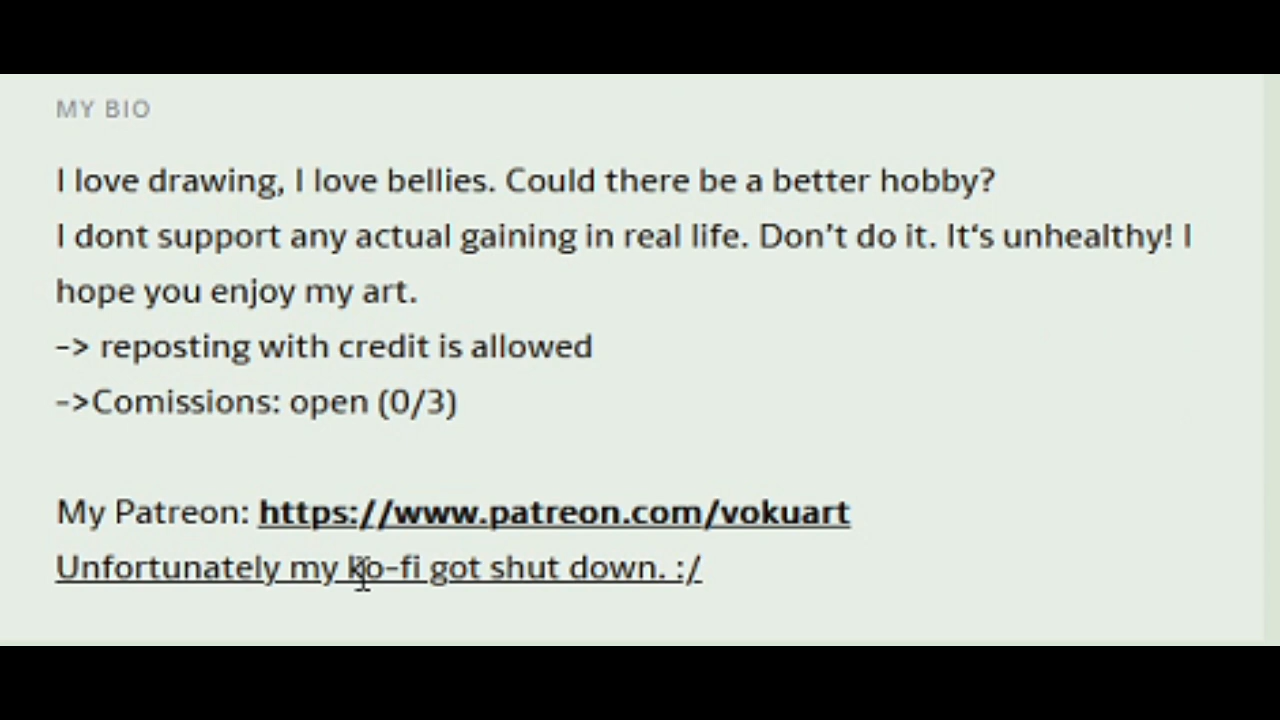 MY BIO
I love drawing, I love bellies. Could there be a better hobby?
I dont support any actual gaining in real life. Don't do it. It‘s unhealthy! I
hope you enjoy my art.
-> reposting with credit is allowed
->Comissions: open (0/3)
My Patreon: https://www.patreon.com/vokuart
Unfortunately my ko-fi got shut down. :/